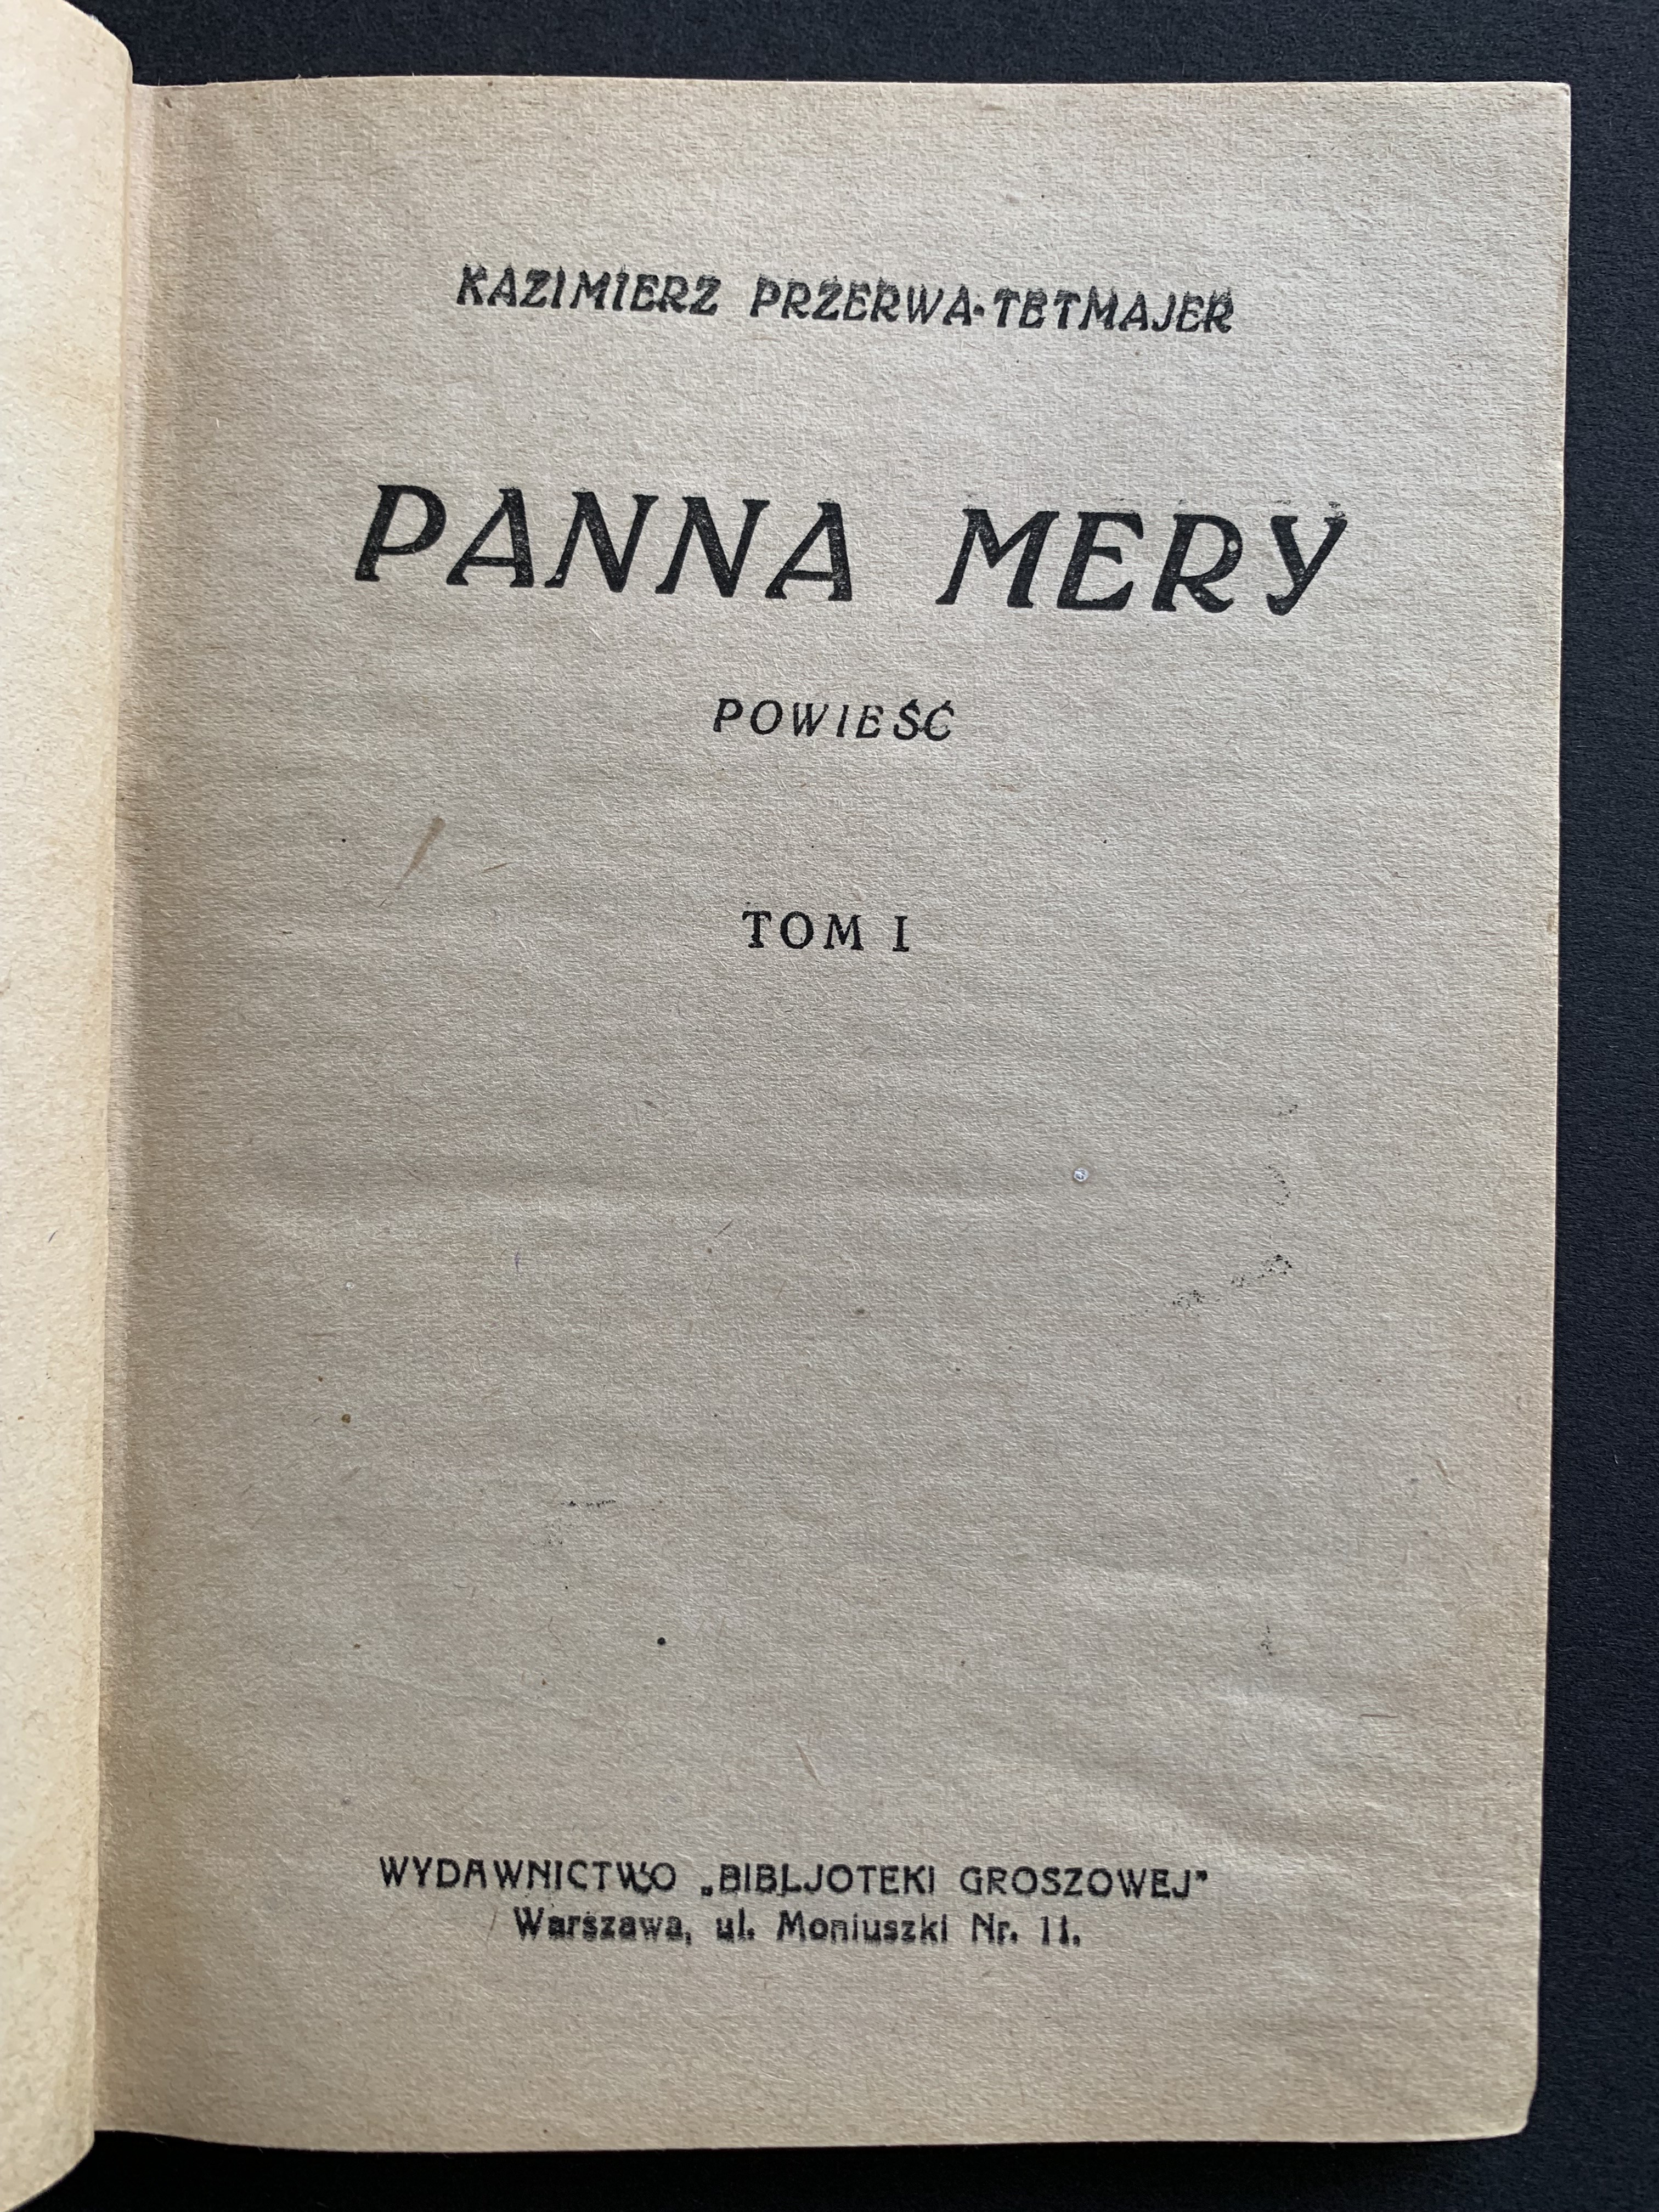 KAZIMIERZ PRZERWA-TETMAJER
PANNA MERY
POWIEŚĆ
TOM I
WYDAWNICTWO „BIBLJOTEKI GROSZOWEJ”
Warszawa, ul. Moniuszki Nr. 11.